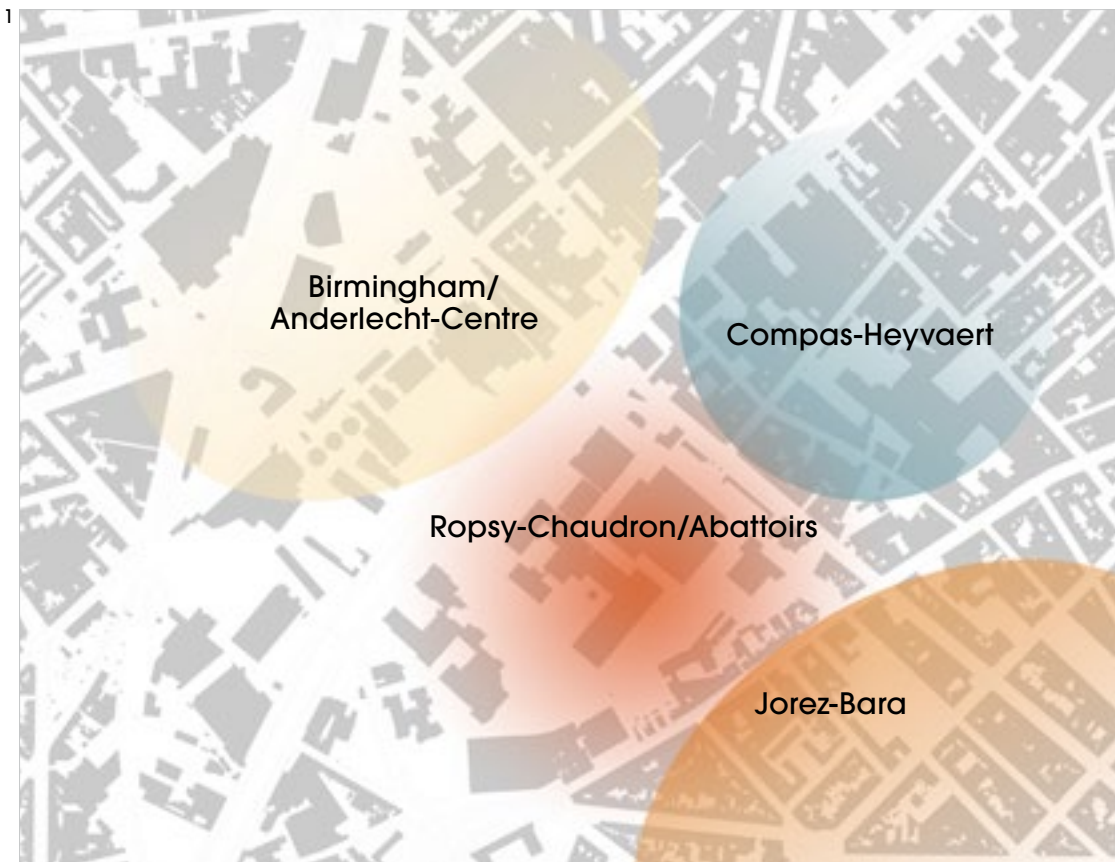 1
Birmingham/
Anderlecht-Centre
Compas-Heyvaert
Ropsy-Chaudron/Abattoirs
Jorez-Bara